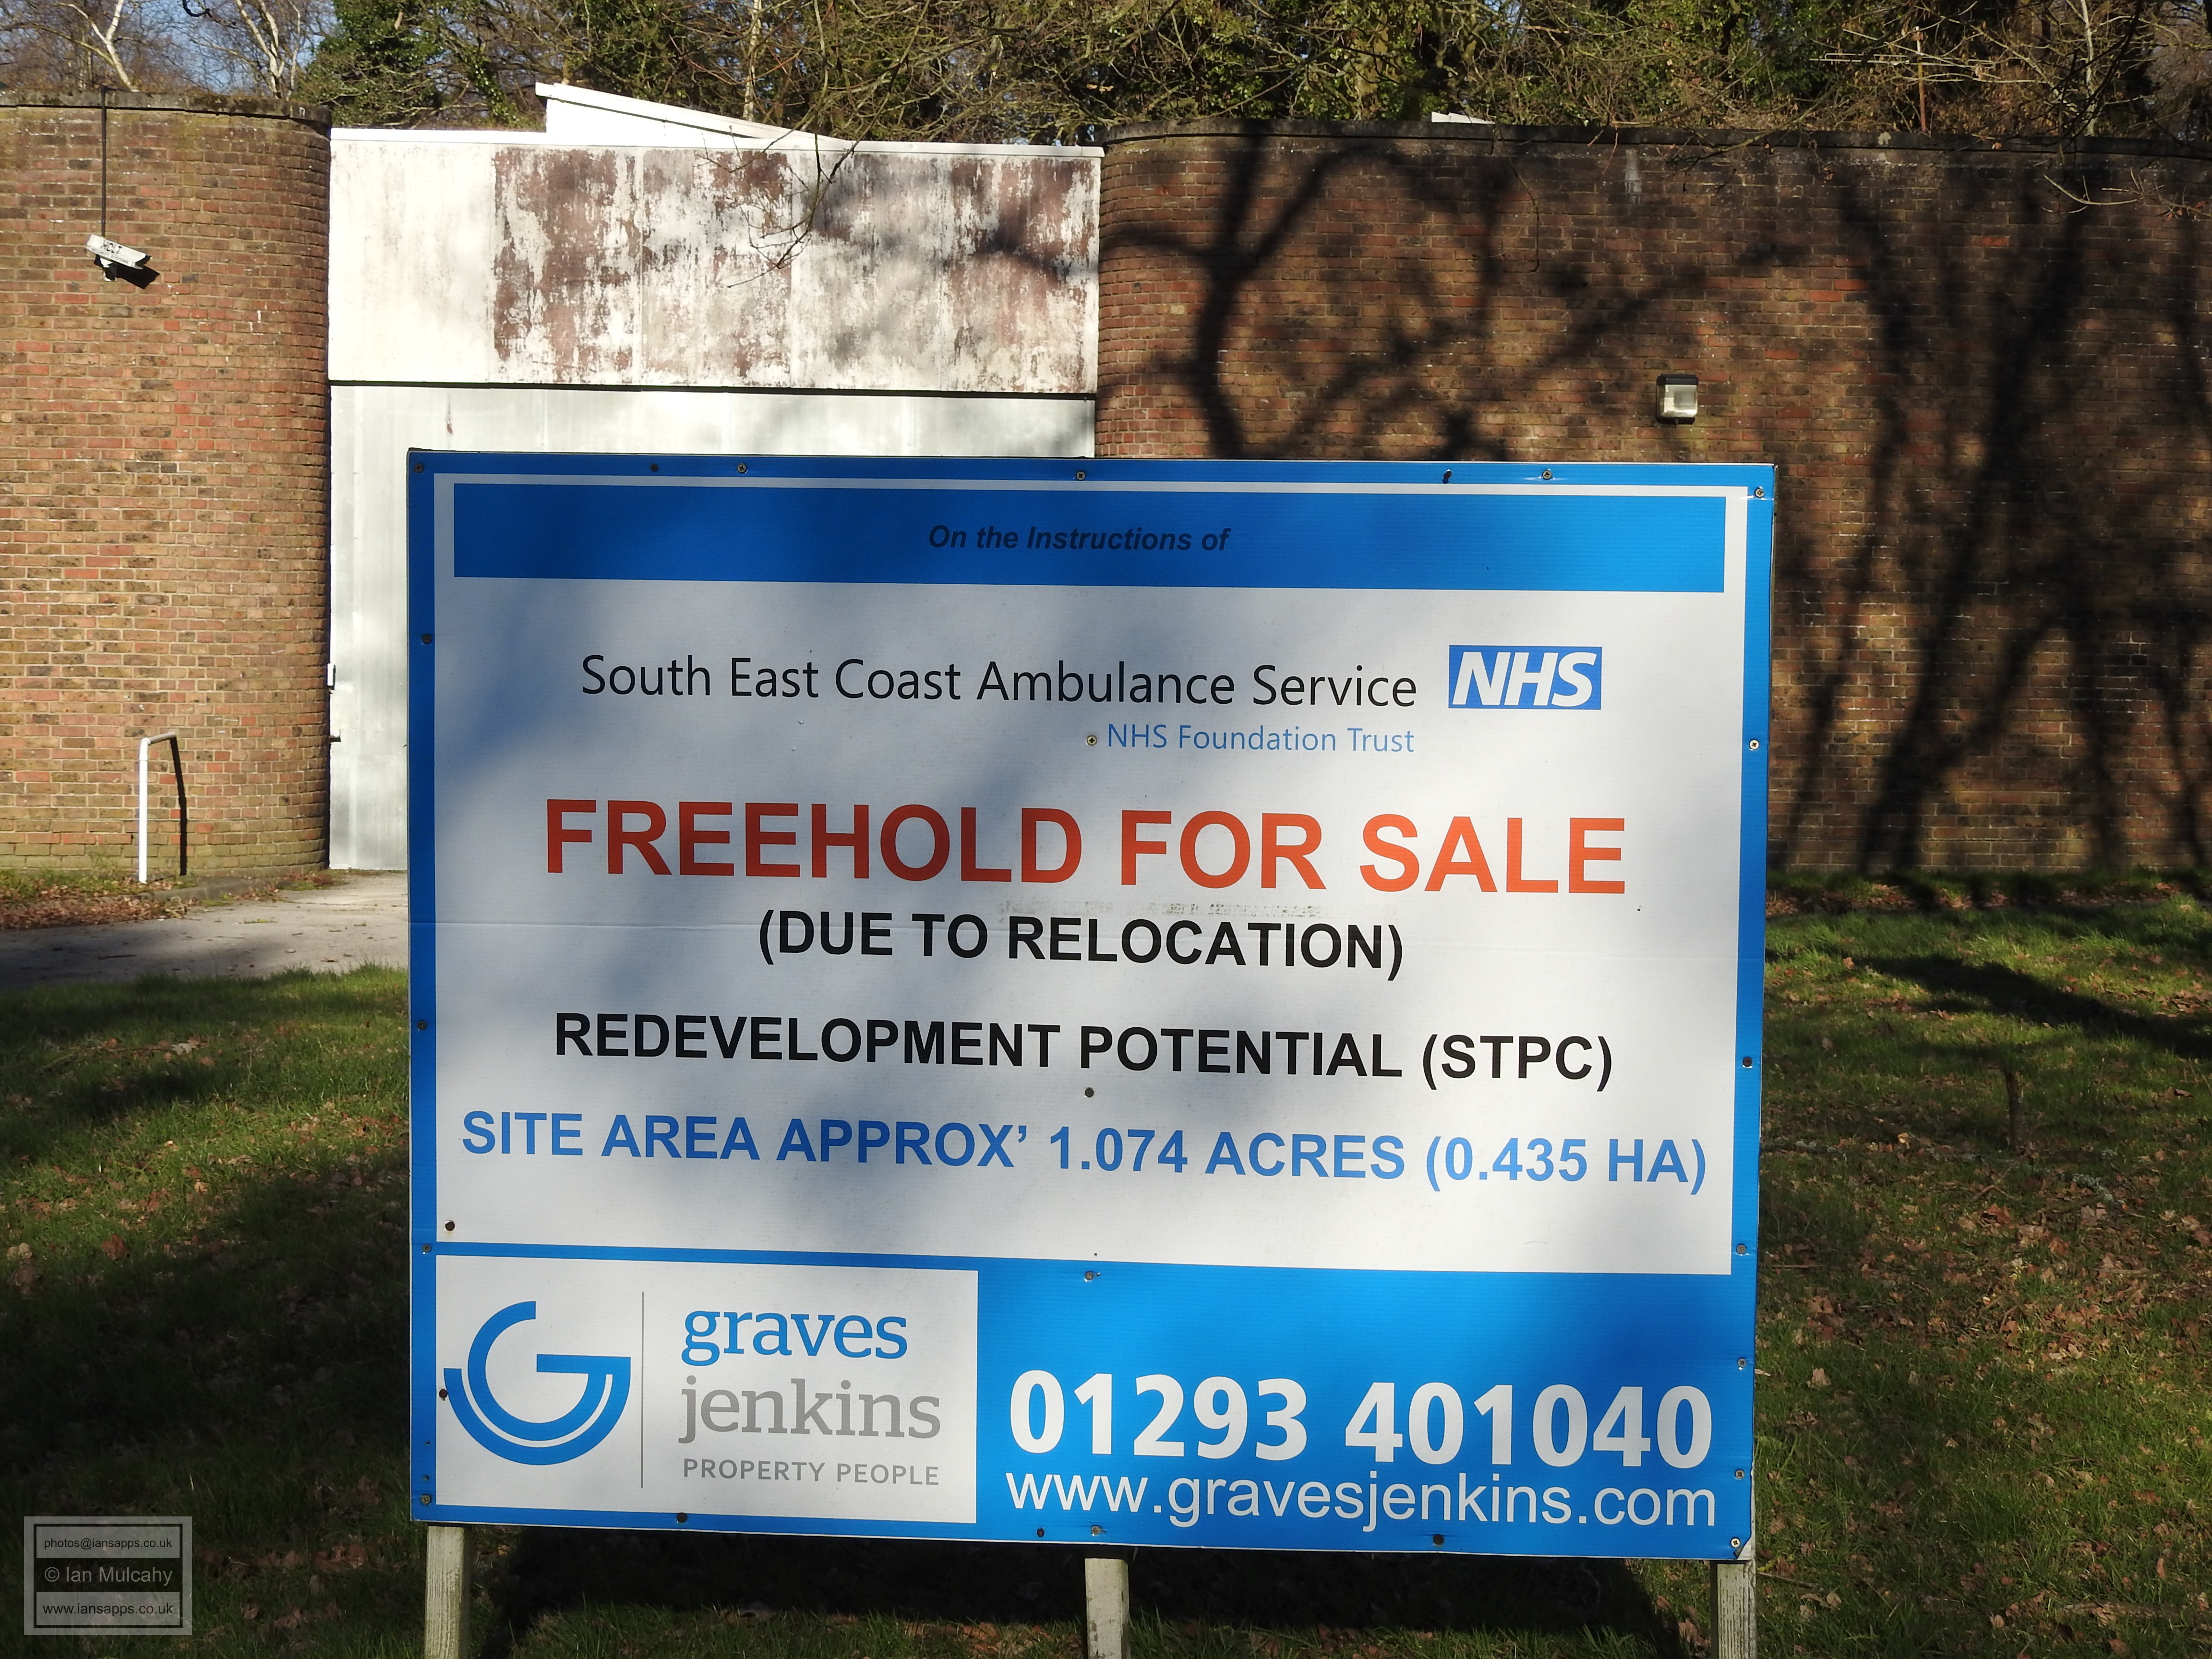 On the Instructions of
South East Coast Ambulance Service NHS
NHS Foundation Trust
FREEHOLD FOR SALE
(DUE TO RELOCATION)
REDEVELOPMENT POTENTIAL (STPC)
SITE AREA APPROX’ 1.074 ACRES (0.435 HA)
graves
jenkins
PROPERTY PEOPLE
01293 401040
www.gravesjenkins.com
photos@iansapps.co.uk
© Ian Mulcahy
www.iansapps.co.uk